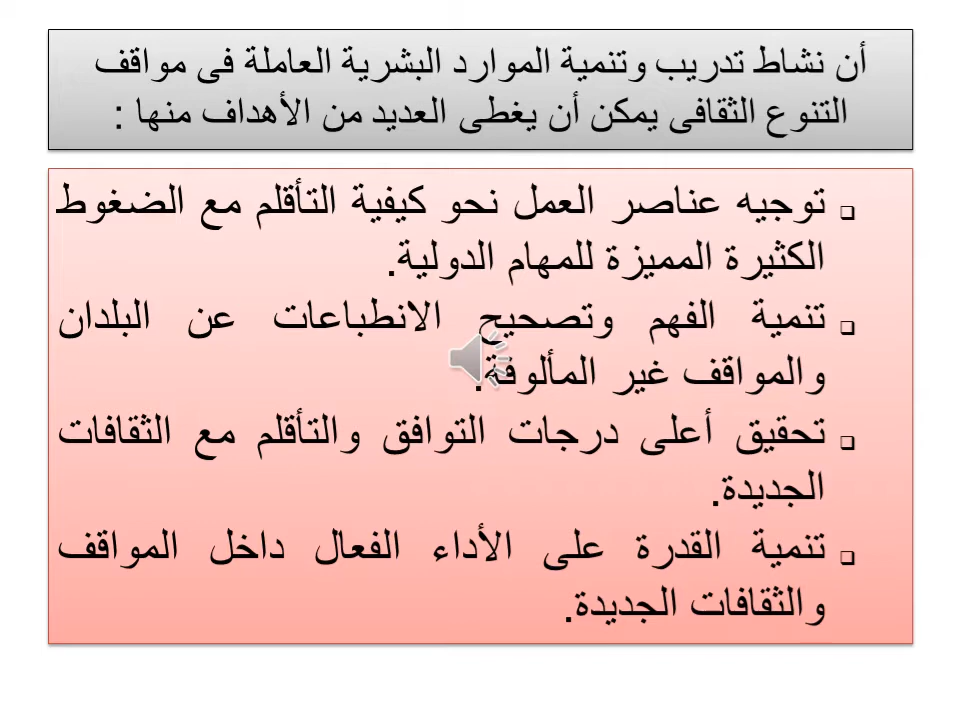 أن نشاط تدريب وتنمية الموارد البشرية العاملة فى مواقف
التنوع الثقافى يمكن أن يغطى العديد من الأهداف منها :
توجيه عناصر العمل نحو كيفية التأقلم مع الضغوط
الكثيرة المميزة للمهام الدولية.
تنمية الفهم وتصحيح الانطباعات عن البلدان
والمواقف غير المألوفة.
تحقيق أعلى درجات التوافق والتأقلم مع الثقافات
الجديدة.
تنمية القدرة على الأداء الفعال داخل المواقف
والثقافات الجديدة.